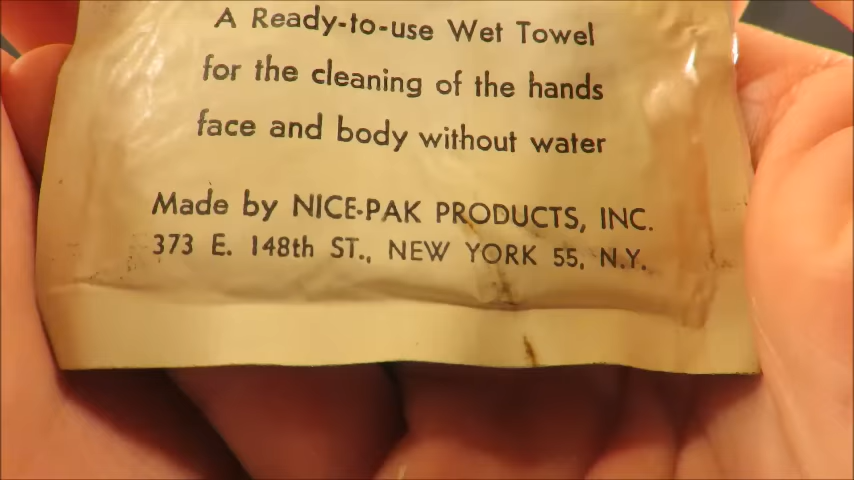 A Ready-to-use Wet Towel
for the cleaning of the hands
face and body without water
Made by NICE-PAK PRODUCTS, INC.
373 E. 148th ST., NEW YORK 55, N.Y.